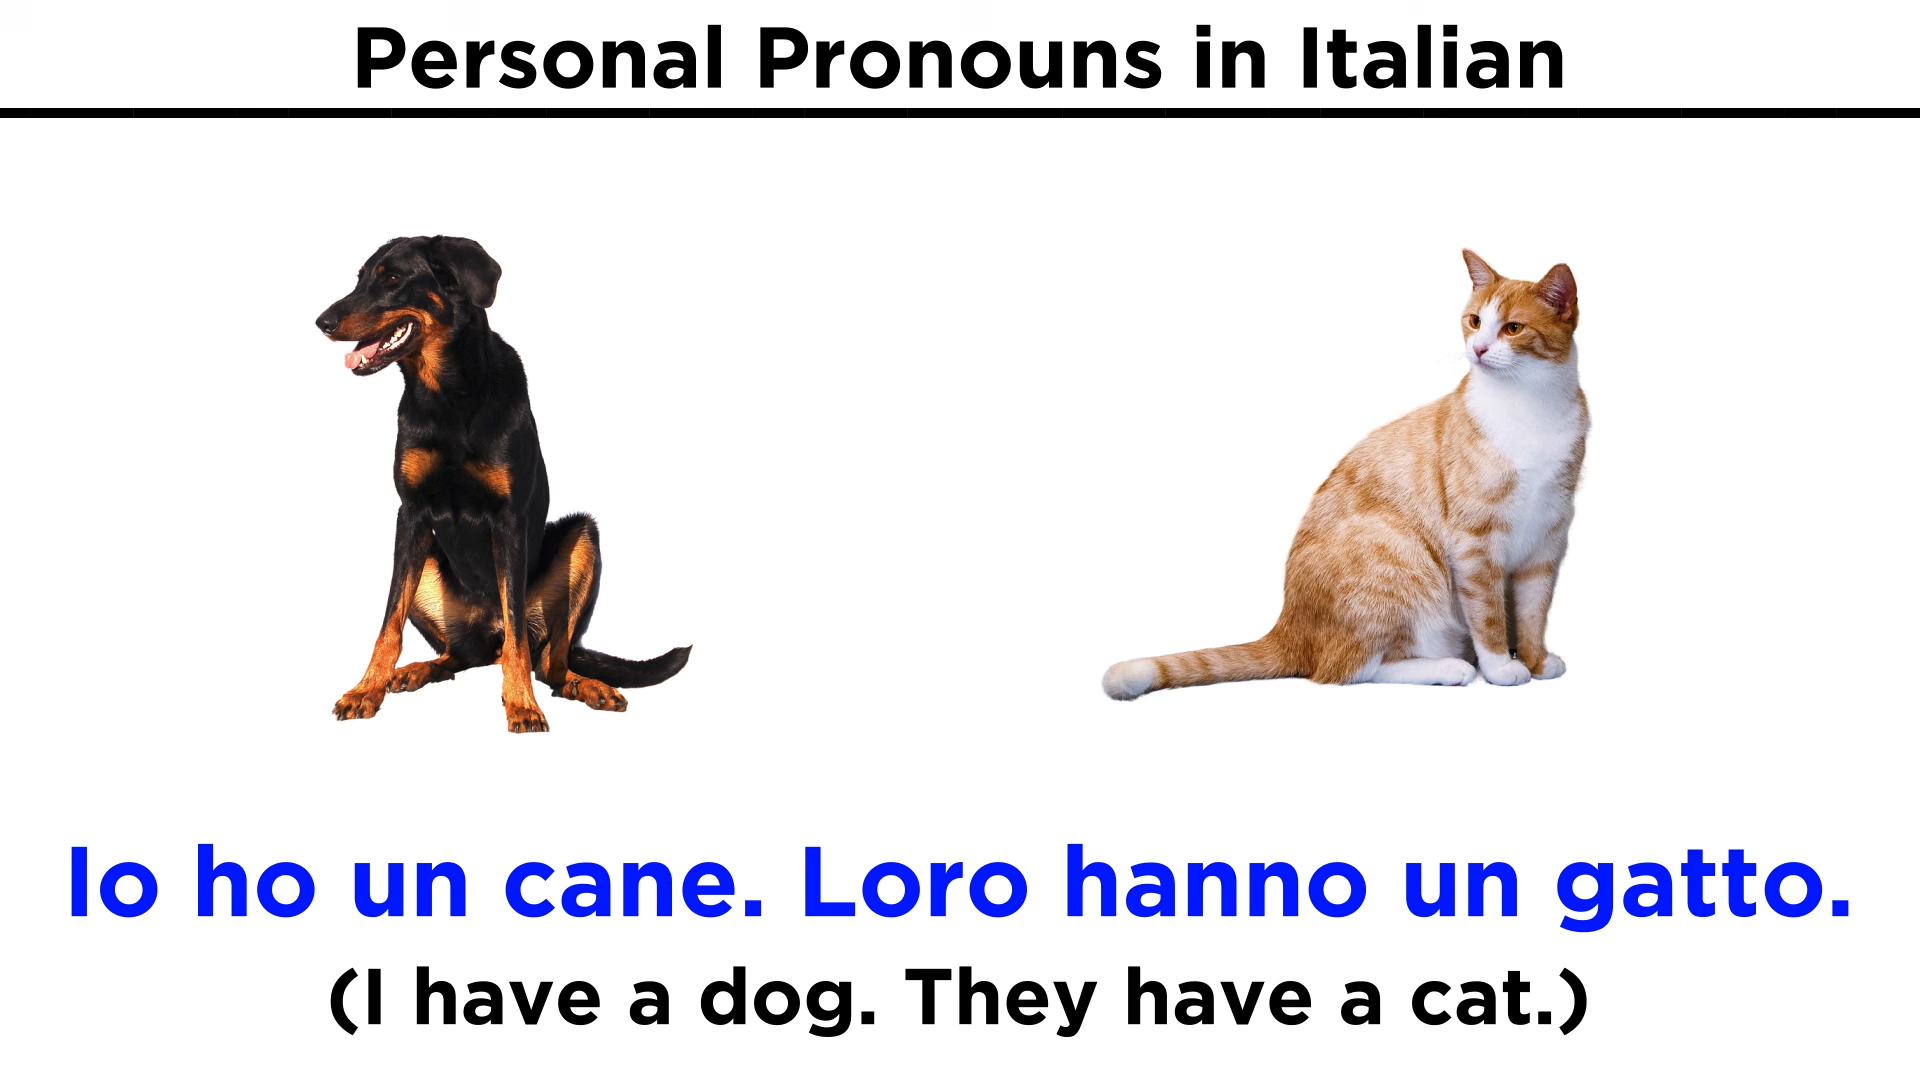 Personal Pronouns in Italian
Io ho un cane. Loro hanno un gatto.
(I have a dog. They have a cat.)